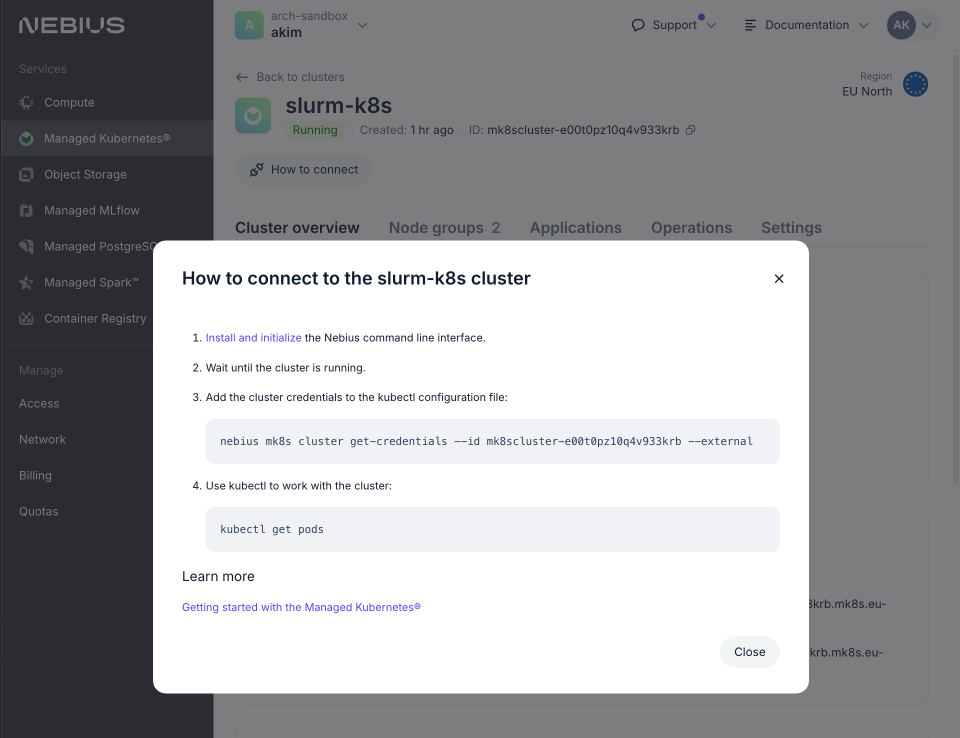 NEBIUS
Services
Compute
Managed Kubernetes®
Object Storage
Managed MLflow
Managed PostgreSQ
Managed Spark™
Container Registry
Manage
Access
Network
Billing
Quotas
A
arch-sandbox
akim
Support
Documentation
AK
Back to clusters
slurm-k8s
Running
Created: 1 hr ago
ID: mk8scluster-e00t0pz10q4v933krb
Region
EU North
How to connect
Cluster overview
Node groups 2
Applications
Operations
Settings
How to connect to the slurm-k8s cluster
1. Install and initialize the Nebius command line interface.
2. Wait until the cluster is running.
3. Add the cluster credentials to the kubectl configuration file:
nebius mk8s cluster get-credentials --id mk8scluster-e00t0pz10q4v933krb --external
4. Use kubectl to work with the cluster:
kubectl get pods
Learn more
Getting started with the Managed Kubernetes®
Close
3krb.mk8s.eu-
krb.mk8s.eu-